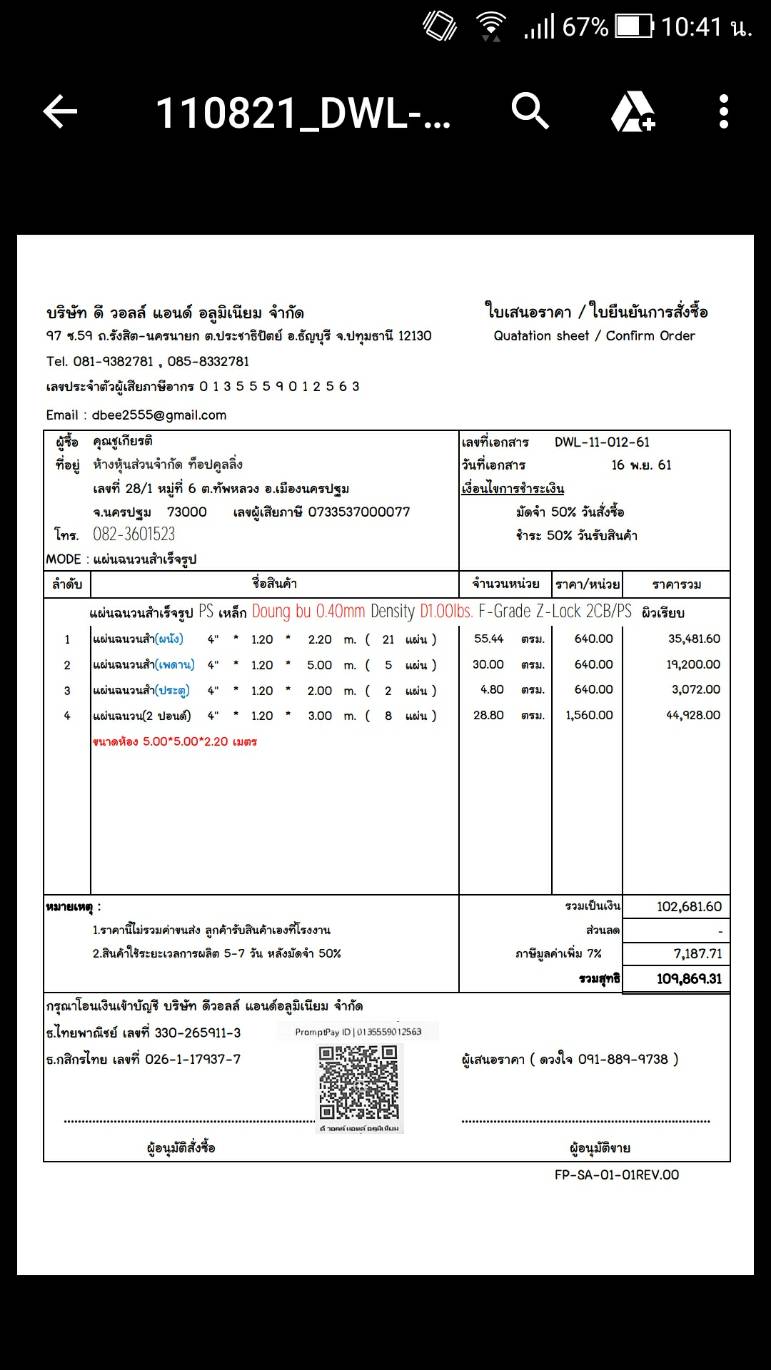 67% 10:41 น.
110821_DWL-...
บริษัท ดี วอลล์ แอนด์ อลูมิเนียม จำกัด
ใบเสนอราคา / ใบยืนยันการสั่งซื้อ
97 ซ.59 ถ.รังสิต-นครนายก ต.ประชาธิปัตย์ อ.ธัญบุรี จ.ปทุมธานี 12130
Quatation sheet / Confirm Order
Tel. 081-9382781 , 085-8332781
เลขประจำตัวผู้เสียภาษีอากร 0 1 3 5 5 5 9 0 1 2 5 6 3
Email : dbee2555@gmail.com
ผู้ซื้อ คุณชูเกียรติ
เลขที่เอกสาร DWL-11-012-61
ที่อยู่ ห้างหุ้นส่วนจำกัด ท็อปคูลลิ่ง
วันที่เอกสาร 16 พ.ย. 61
เลขที่ 28/1 หมู่ที่ 6 ต.ทัพหลวง อ.เมืองนครปฐม
เงื่อนไขการชำระเงิน
จ.นครปฐม 73000 เลขผู้เสียภาษี 0733537000077
มัดจำ 50% วันสั่งซื้อ
โทร. 082-3601523
ชำระ 50% วันรับสินค้า
MODE : แผ่นฉนวนสำเร็จรูป
ลำดับ ชื่อสินค้า จำนวนหน่วย ราคา/หน่วย ราคารวม
แผ่นฉนวนสำเร็จรูป PS เหล็ก Doung bu 0.40mm Density D1.00lbs. F-Grade Z-Lock 2CB/PS ผิวเรียบ
1 แผ่นฉนวนสำ(ผนัง) 4" * 1.20 * 2.20 m. ( 21 แผ่น ) 55.44 ตรม. 640.00 35,481.60
2 แผ่นฉนวนสำ(เพดาน) 4" * 1.20 * 5.00 m. ( 5 แผ่น ) 30.00 ตรม. 640.00 19,200.00
3 แผ่นฉนวนสำ(ประตู) 4" * 1.20 * 2.00 m. ( 2 แผ่น ) 4.80 ตรม. 640.00 3,072.00
4 แผ่นฉนวน(2 ปอนด์) 4" * 1.20 * 3.00 m. ( 8 แผ่น ) 28.80 ตรม. 1,560.00 44,928.00
ขนาดห้อง 5.00*5.00*2.20 เมตร
หมายเหตุ :
รวมเป็นเงิน 102,681.60
1.ราคานี้ไม่รวมค่าขนส่ง ลูกค้ารับสินค้าเองที่โรงงาน
ส่วนลด -
2.สินค้าใช้ระยะเวลการผลิต 5-7 วัน หลังมัดจำ 50%
ภาษีมูลค่าเพิ่ม 7% 7,187.71
รวมสุทธิ 109,869.31
กรุณาโอนเงินเข้าบัญชี บริษัท ดีวอลล์ แอนด์อลูมิเนียม จำกัด
ธ.ไทยพาณิชย์ เลขที่ 330-265911-3
PromptPay ID | 0135559012563
ธ.กสิกรไทย เลขที่ 026-1-17937-7
ผู้เสนอราคา ( ดวงใจ 091-889-9738 )
ดี วอลล์ แอนด์ อลูมิเนียม
ผู้อนุมัติสั่งซื้อ
ผู้อนุมัติขาย
FP-SA-01-01REV.00